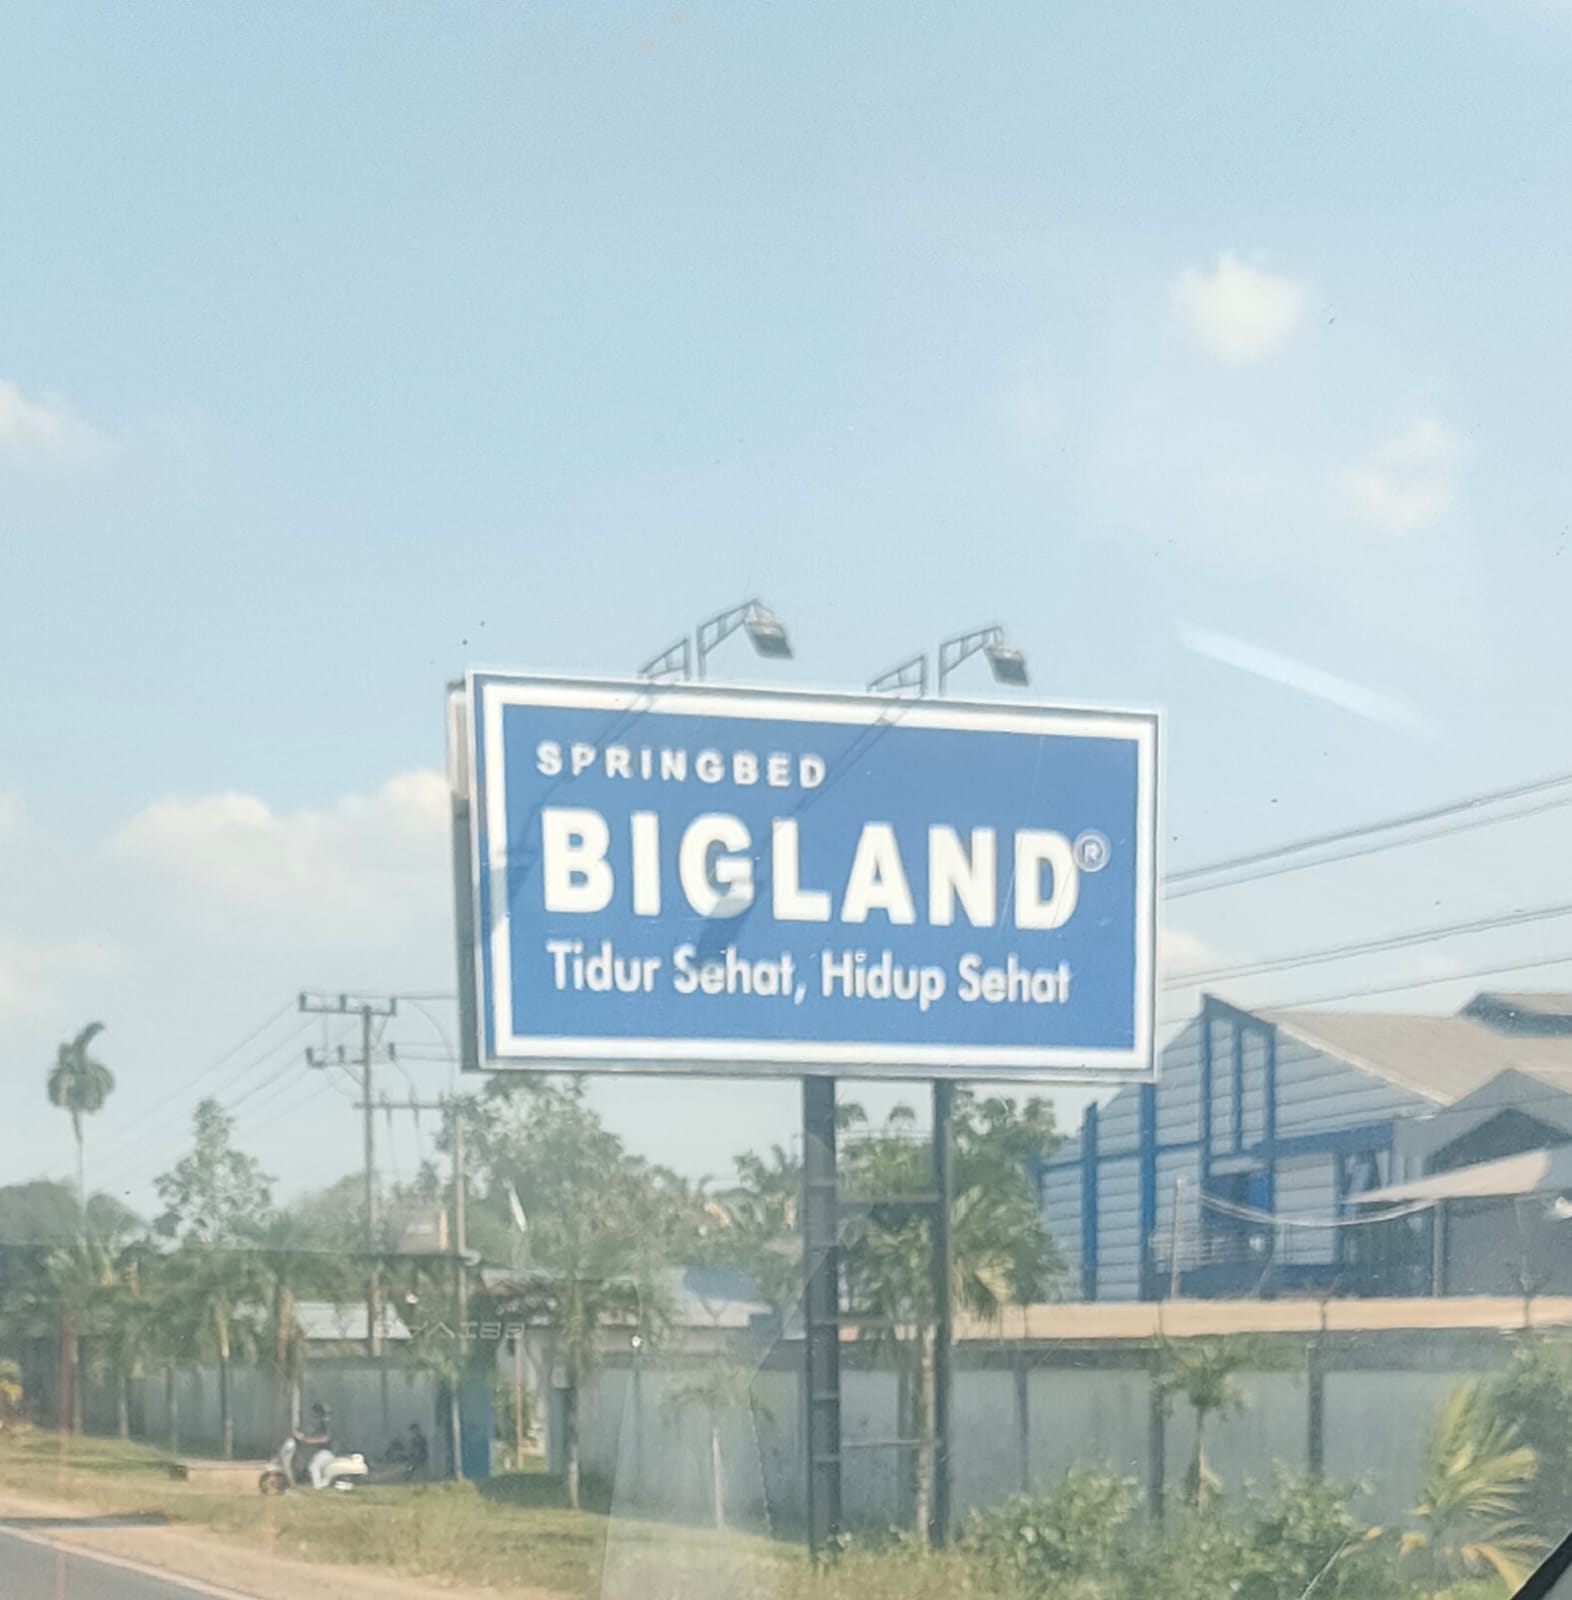 SPRINGBED
BIGLAND®
Tidur Sehat, Hidup Sehat